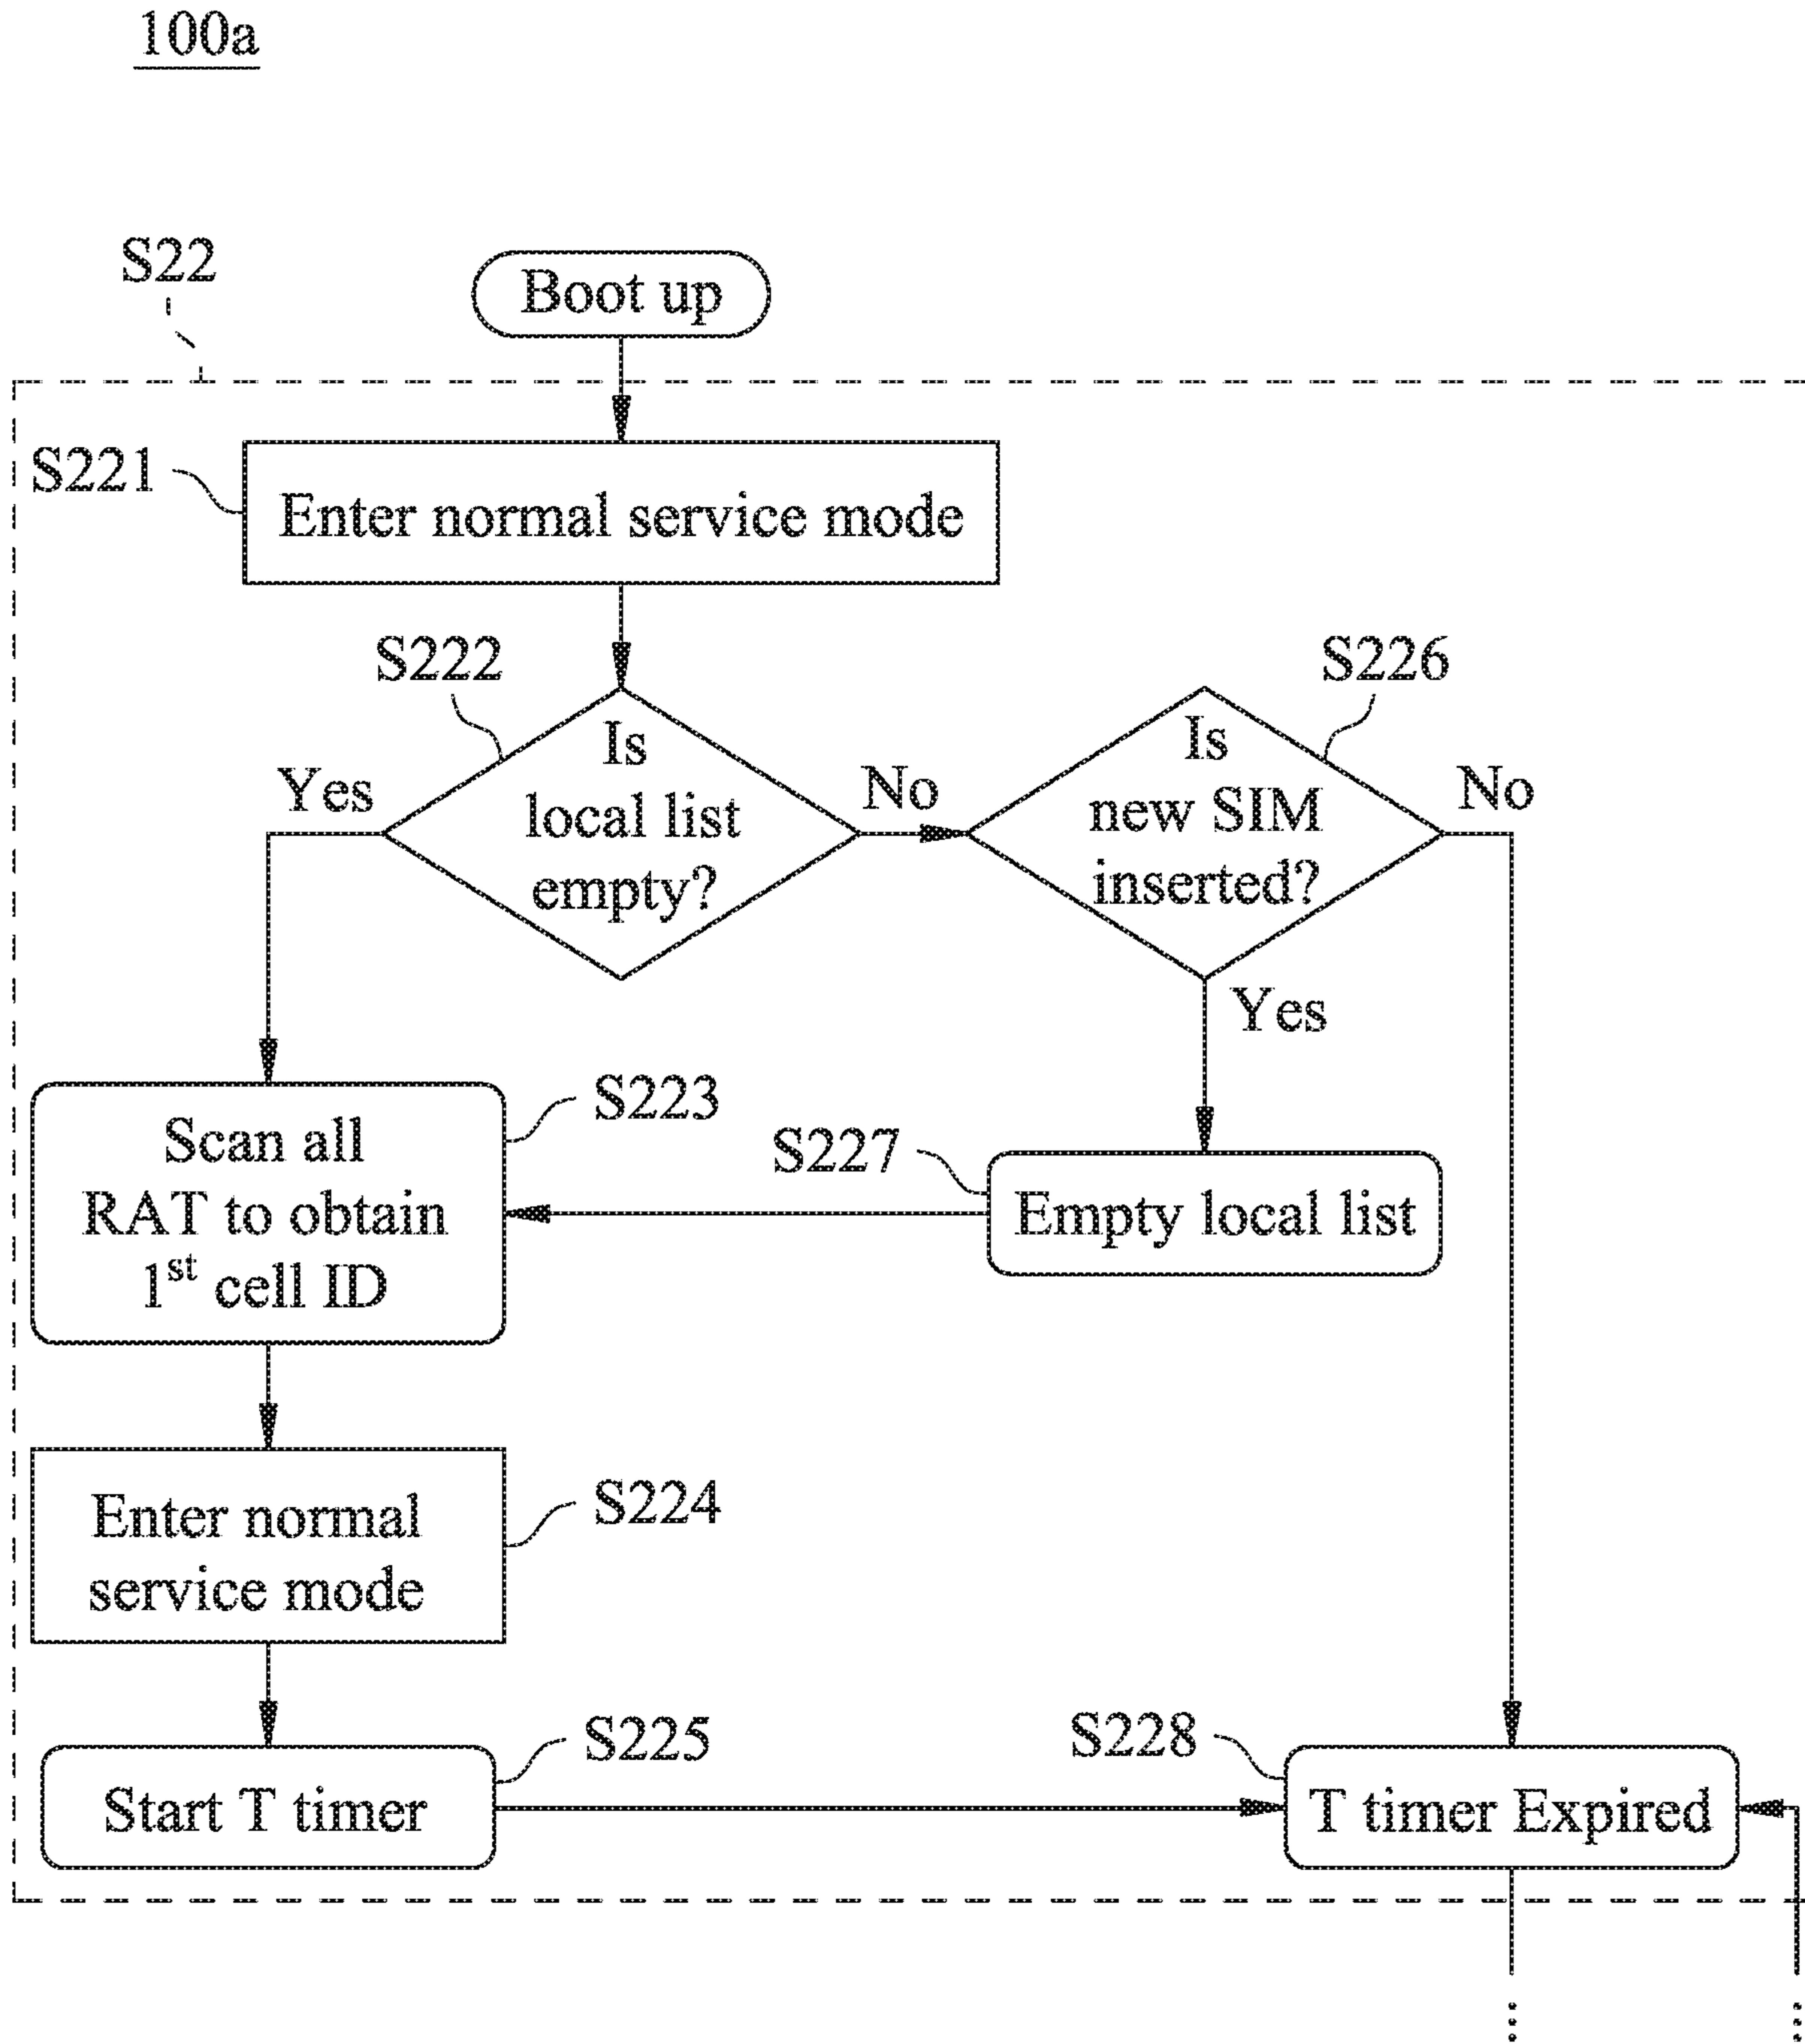 100a
S22
Boot up
S221
Enter normal service mode
S222
Is
local list
empty?
Yes
No
S226
Is
new SIM
inserted?
No
Yes
S223
Scan all
RAT to obtain
1st cell ID
S227
Empty local list
S224
Enter normal
service mode
S225
Start T timer
S228
T timer Expired